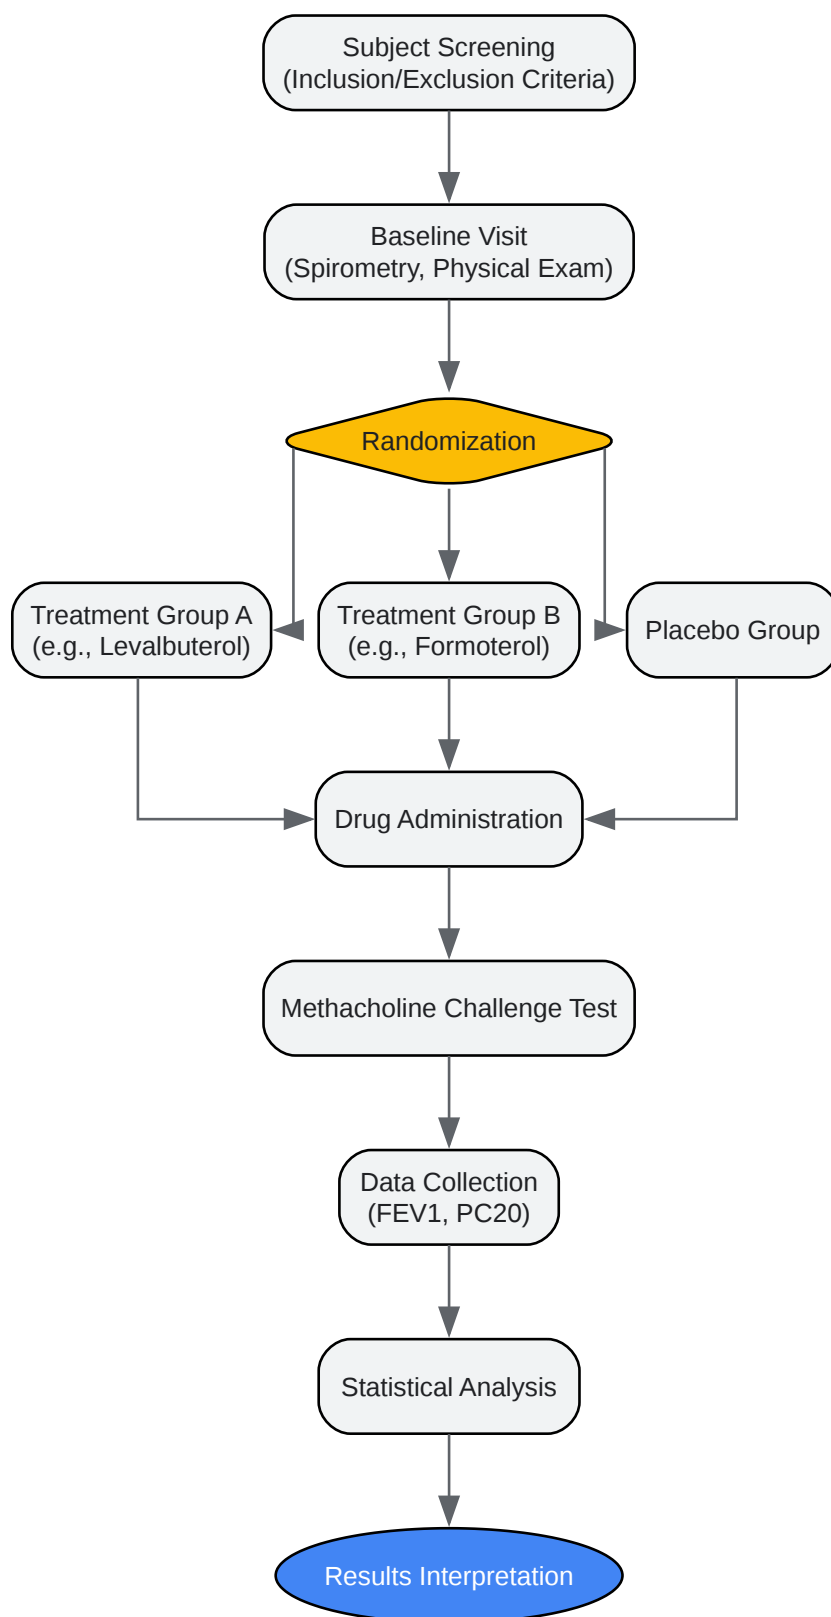 Subject Screening
(Inclusion/Exclusion Criteria)
Baseline Visit
(Spirometry, Physical Exam)
Randomization
Treatment Group A
(e.g., Levalbuterol)
Treatment Group B
(e.g., Formoterol)
Placebo Group
Drug Administration
Methacholine Challenge Test
Data Collection
(FEV1, PC20)
Statistical Analysis
Results Interpretation